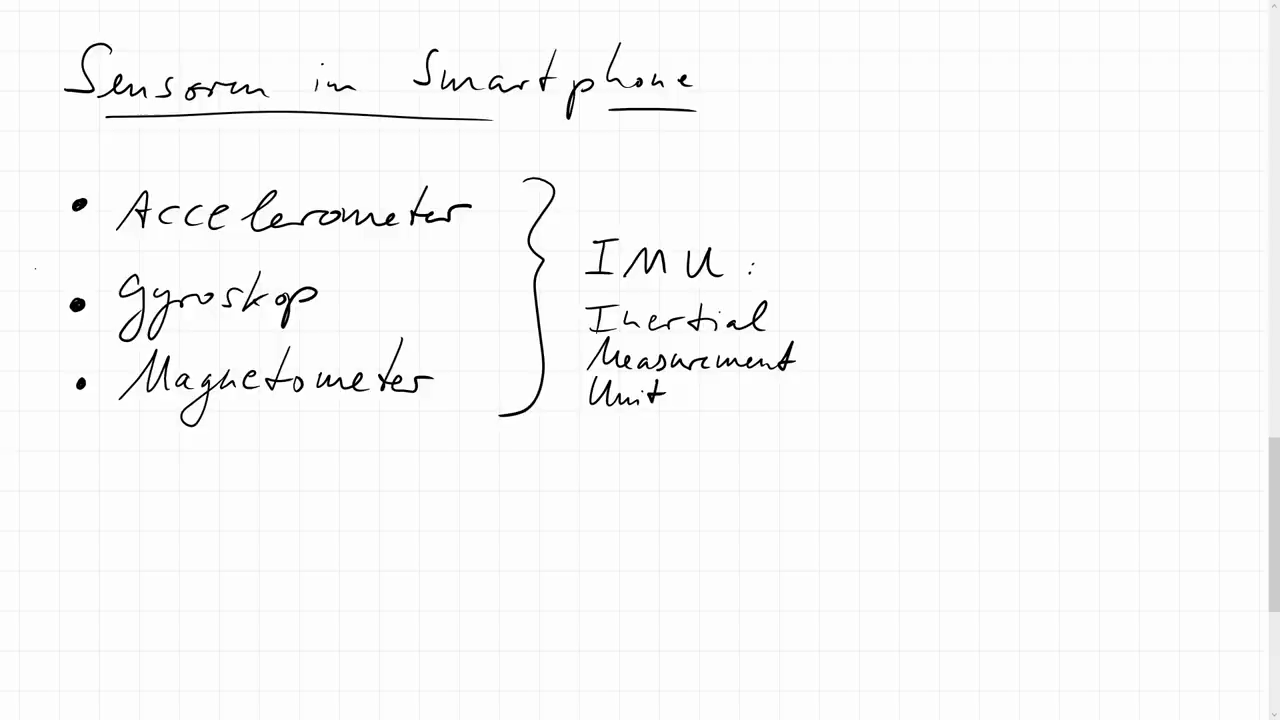 Sensoren im Smartphone
• Accelerometer
• Gyroskop
• Magnetometer
IMU:
Inertial
Measurement
Unit